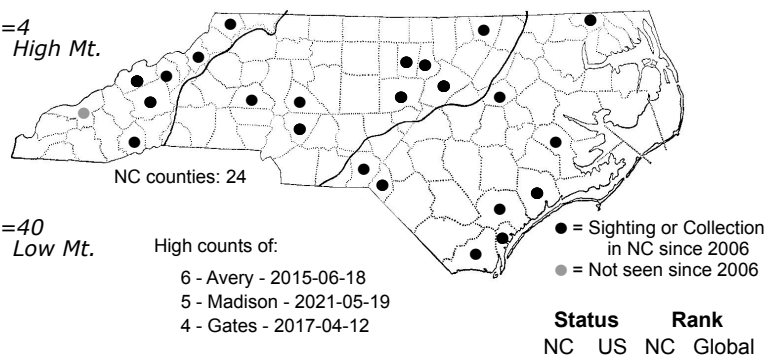 =4
High Mt.
NC counties: 24
=40
Low Mt.
High counts of:
6 - Avery - 2015-06-18
5 - Madison - 2021-05-19
4 - Gates - 2017-04-12
● = Sighting or Collection
in NC since 2006
● = Not seen since 2006
Status Rank
NC US NC Global